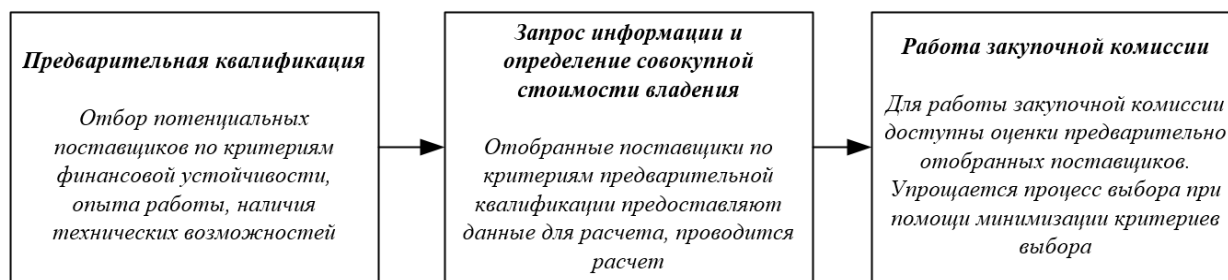 Предварительная квалификация
Отбор потенциальных
поставщиков по критериям
финансовой устойчивости,
опыта работы, наличия
технических возможностей
Запрос информации и
определение совокупной
стоимости владения
Отобранные поставщики по
критериям предварительной
квалификации предоставляют
данные для расчета, проводится
расчет
Работа закупочной комиссии
Для работы закупочной комиссии
доступны оценки предварительно
отобранных поставщиков.
Упрощается процесс выбора при
помощи минимизации критериев
выбора